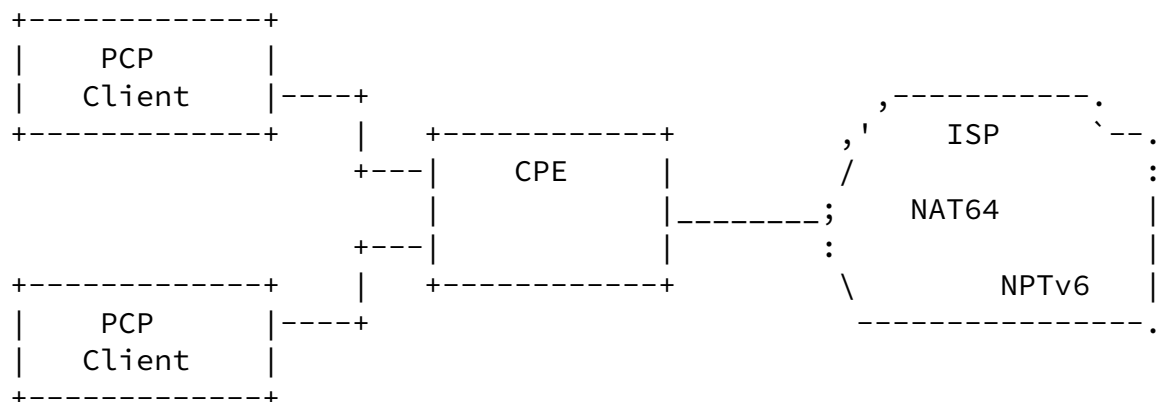 PCP
Client
ISP
CPE
NAT64
NPTv6
PCP
Client